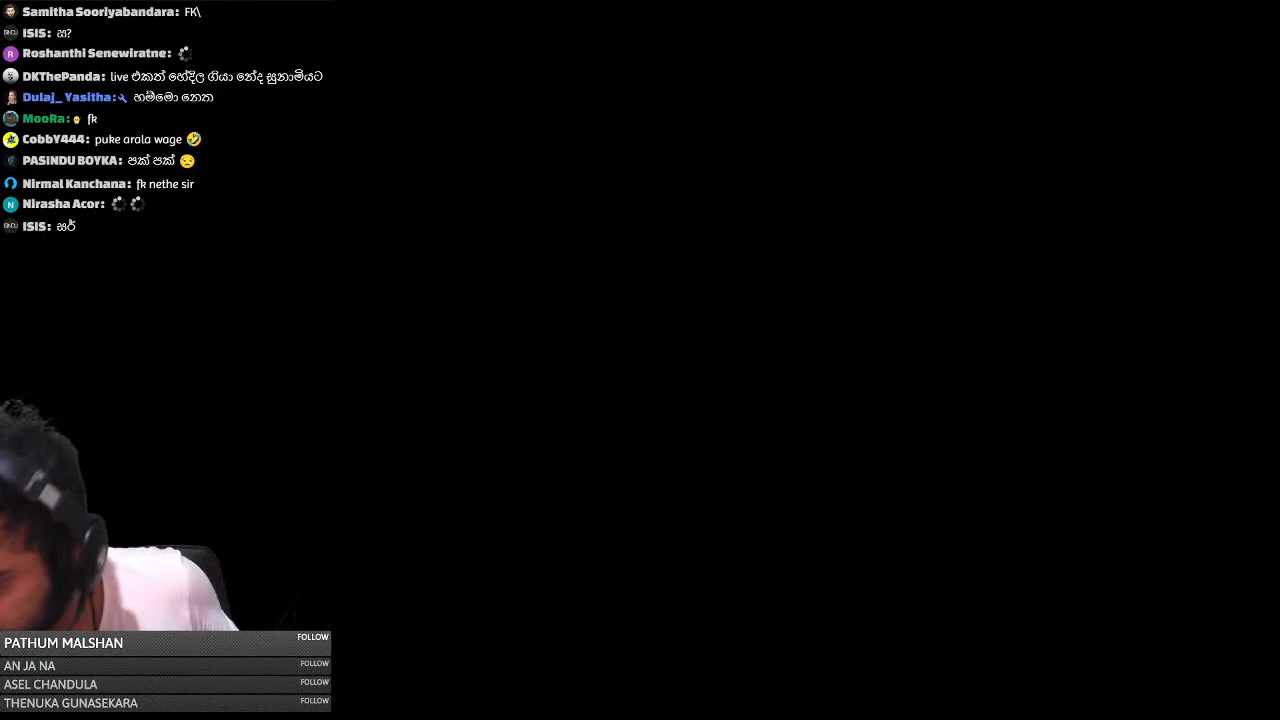 Samitha Sooriyabandara: FK\
ISIS: ස?
R Roshanthi Senewiratne:
DKThePanda: live එකත් හේදිල ගියා නේද සුනාමියට
Dulaj_ Yasitha: හම්මො නෙත
MooRa: fk
CobbY444: puke arala wage 🤣
PASINDU BOYKA: පක් පක් 😒
Nirmal Kanchana: fk nethe sir
N Nirasha Acor:
ISIS: සර්
PATHUM MALSHAN FOLLOW
AN JA NA FOLLOW
ASEL CHANDULA FOLLOW
THENUKA GUNASEKARA FOLLOW